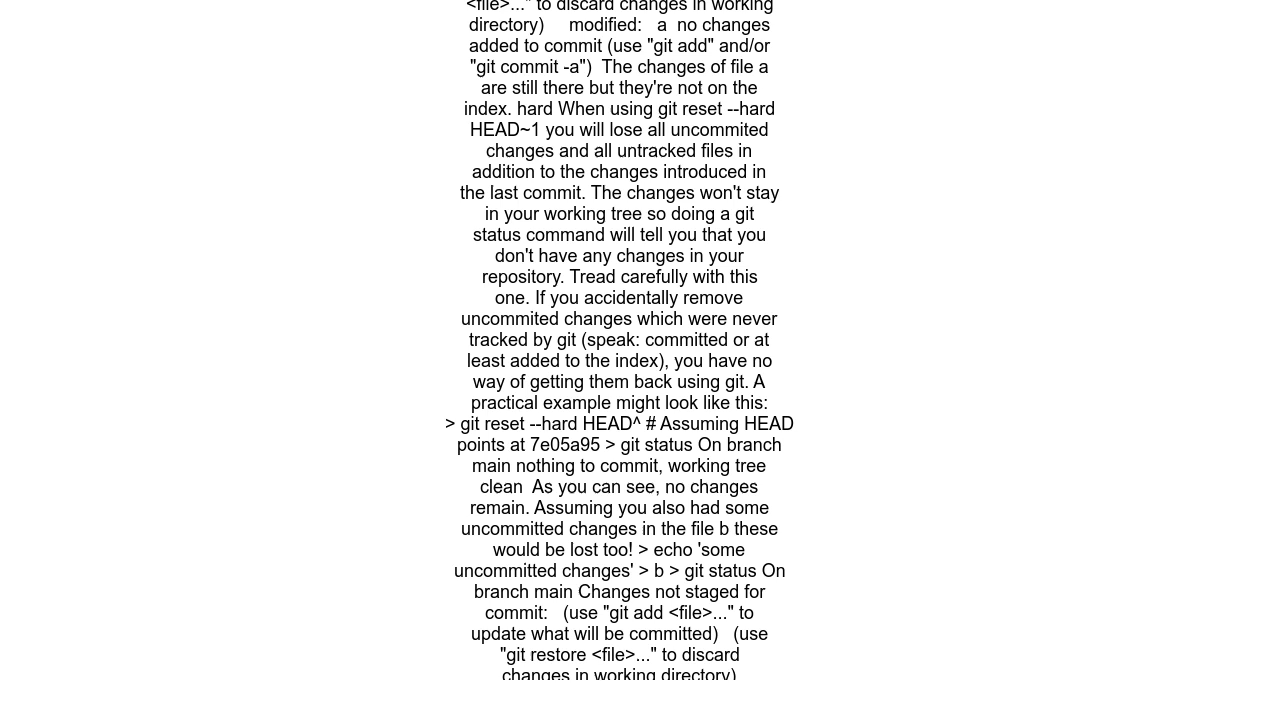 <file>..." to discard changes in working
directory)     modified:   a  no changes
added to commit (use "git add" and/or
"git commit -a")  The changes of file a
are still there but they're not on the
index. hard When using git reset --hard
HEAD~1 you will lose all uncommited
changes and all untracked files in
addition to the changes introduced in
the last commit. The changes won't stay
in your working tree so doing a git
status command will tell you that you
don't have any changes in your
repository. Tread carefully with this
one. If you accidentally remove
uncommited changes which were never
tracked by git (speak: committed or at
least added to the index), you have no
way of getting them back using git. A
practical example might look like this:
> git reset --hard HEAD^ # Assuming HEAD
points at 7e05a95 > git status On branch
main nothing to commit, working tree
clean  As you can see, no changes
remain. Assuming you also had some
uncommitted changes in the file b these
would be lost too! > echo 'some
uncommitted changes' > b > git status On
branch main Changes not staged for
commit:   (use "git add <file>..." to
update what will be committed)   (use
"git restore <file>..." to discard
changes in working directory)